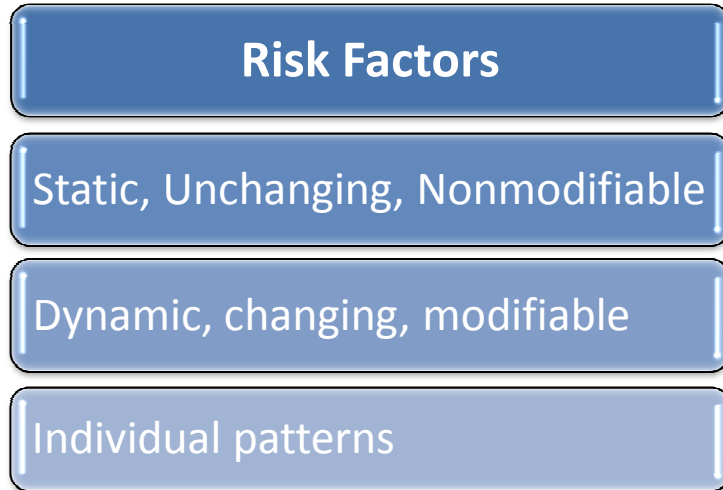 Risk Factors
Static, Unchanging, Nonmodifiable
Dynamic, changing, modifiable
Individual patterns